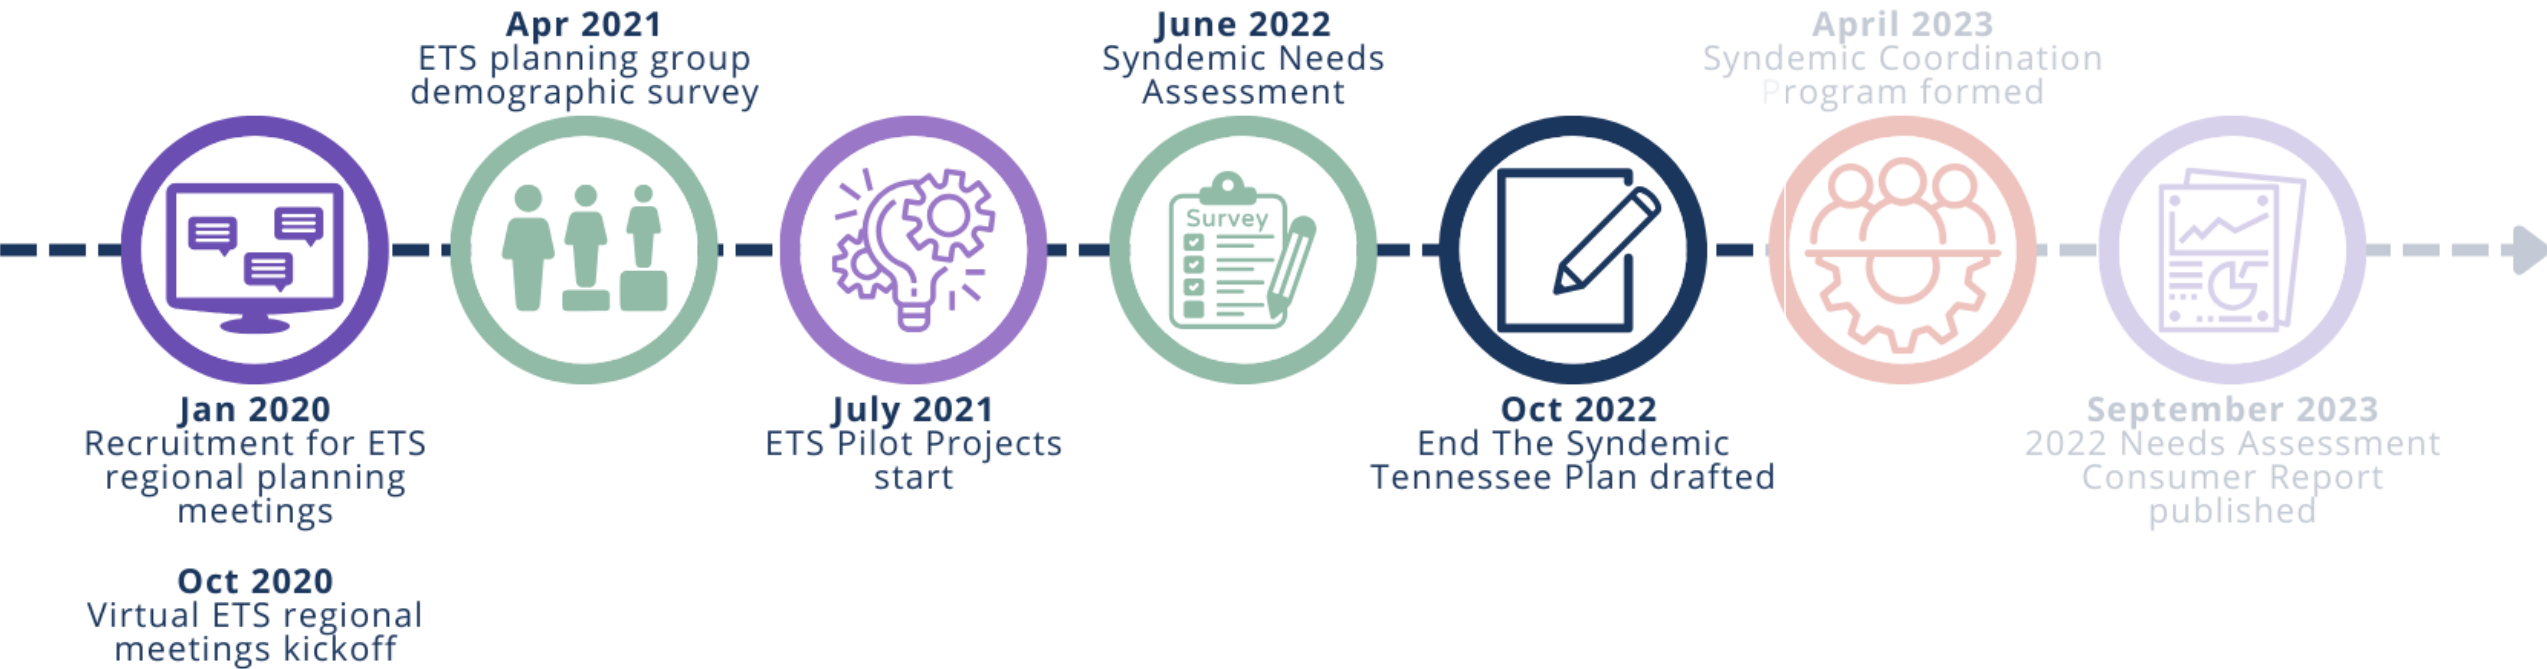 Jan 2020
Recruitment for ETS
regional planning
meetings
Oct 2020
Virtual ETS regional
meetings kickoff
Apr 2021
ETS planning group
demographic survey
July 2021
ETS Pilot Projects
start
June 2022
Syndemic Needs
Assessment
Survey
Oct 2022
End The Syndemic
Tennessee Plan drafted
April 2023
Syndemic Coordination
Program formed
September 2023
2022 Needs Assessment
Consumer Report
published